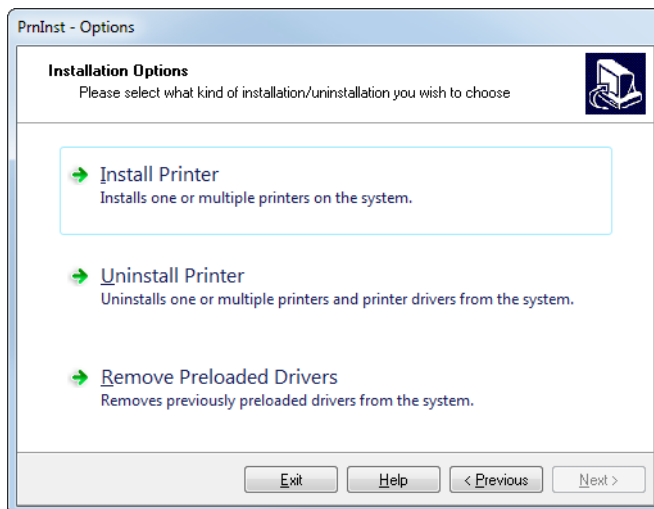 PrnInst - Options
Installation Options
Please select what kind of installation/uninstallation you wish to choose
Install Printer
Installs one or multiple printers on the system.
Uninstall Printer
Uninstalls one or multiple printers and printer drivers from the system.
Remove Preloaded Drivers
Removes previously preloaded drivers from the system.
Exit Help < Previous Next >